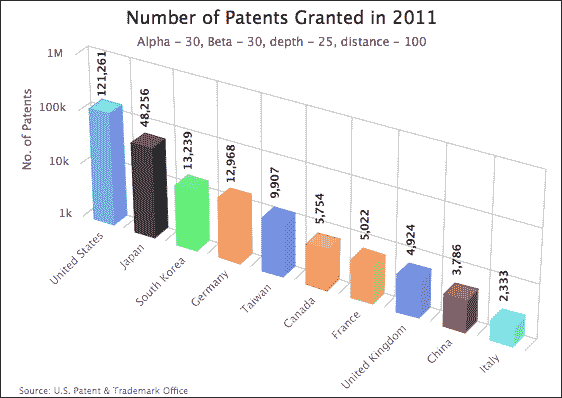 Number of Patents Granted in 2011
Alpha - 30, Beta - 30, depth - 25, distance - 100
No. of Patents
1M
100k
10k
1k
121,261
48,256
13,239
12,968
9,907
5,754
5,022
4,924
3,786
2,333
United States
Japan
South Korea
Germany
Taiwan
Canada
France
United Kingdom
China
Italy
Source: U.S. Patent & Trademark Office